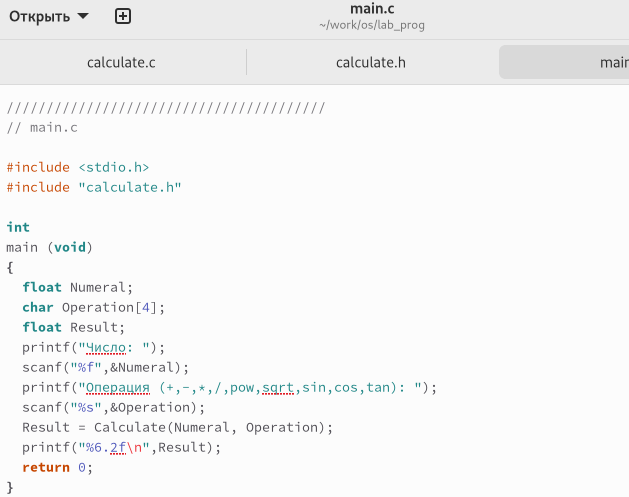 Открыть
main.c
~/work/os/lab_prog
calculate.c
calculate.h
main
////////////////////////////////////////
// main.c
#include <stdio.h>
#include "calculate.h"
int
main (void)
{
  float Numeral;
  char Operation[4];
  float Result;
  printf("Число: ");
  scanf("%f",&Numeral);
  printf("Операция (+,-,*,/,pow,sqrt,sin,cos,tan): ");
  scanf("%s",&Operation);
  Result = Calculate(Numeral, Operation);
  printf("%6.2f\n",Result);
  return 0;
}